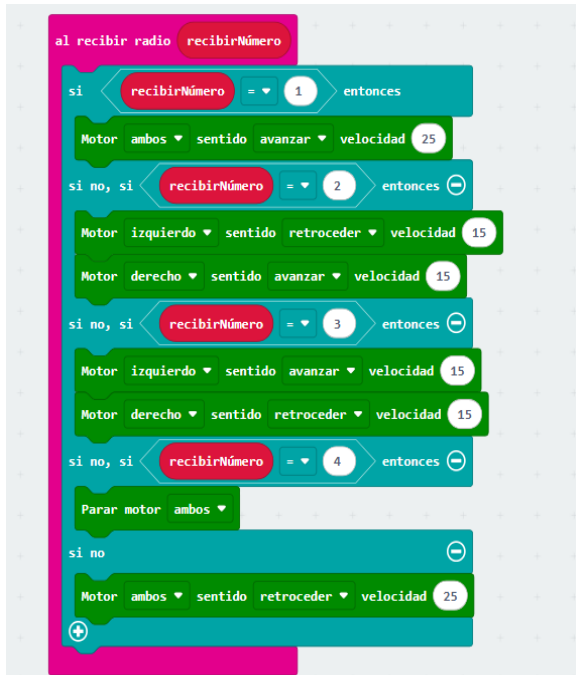 al recibir radio recibirNúmero
si recibirNúmero = 1 entonces
Motor ambos sentido avanzar velocidad 25
si no, si recibirNúmero = 2 entonces
Motor izquierdo sentido retroceder velocidad 15
Motor derecho sentido avanzar velocidad 15
si no, si recibirNúmero = 3 entonces
Motor izquierdo sentido avanzar velocidad 15
Motor derecho sentido retroceder velocidad 15
si no, si recibirNúmero = 4 entonces
Parar motor ambos
si no
Motor ambos sentido retroceder velocidad 25